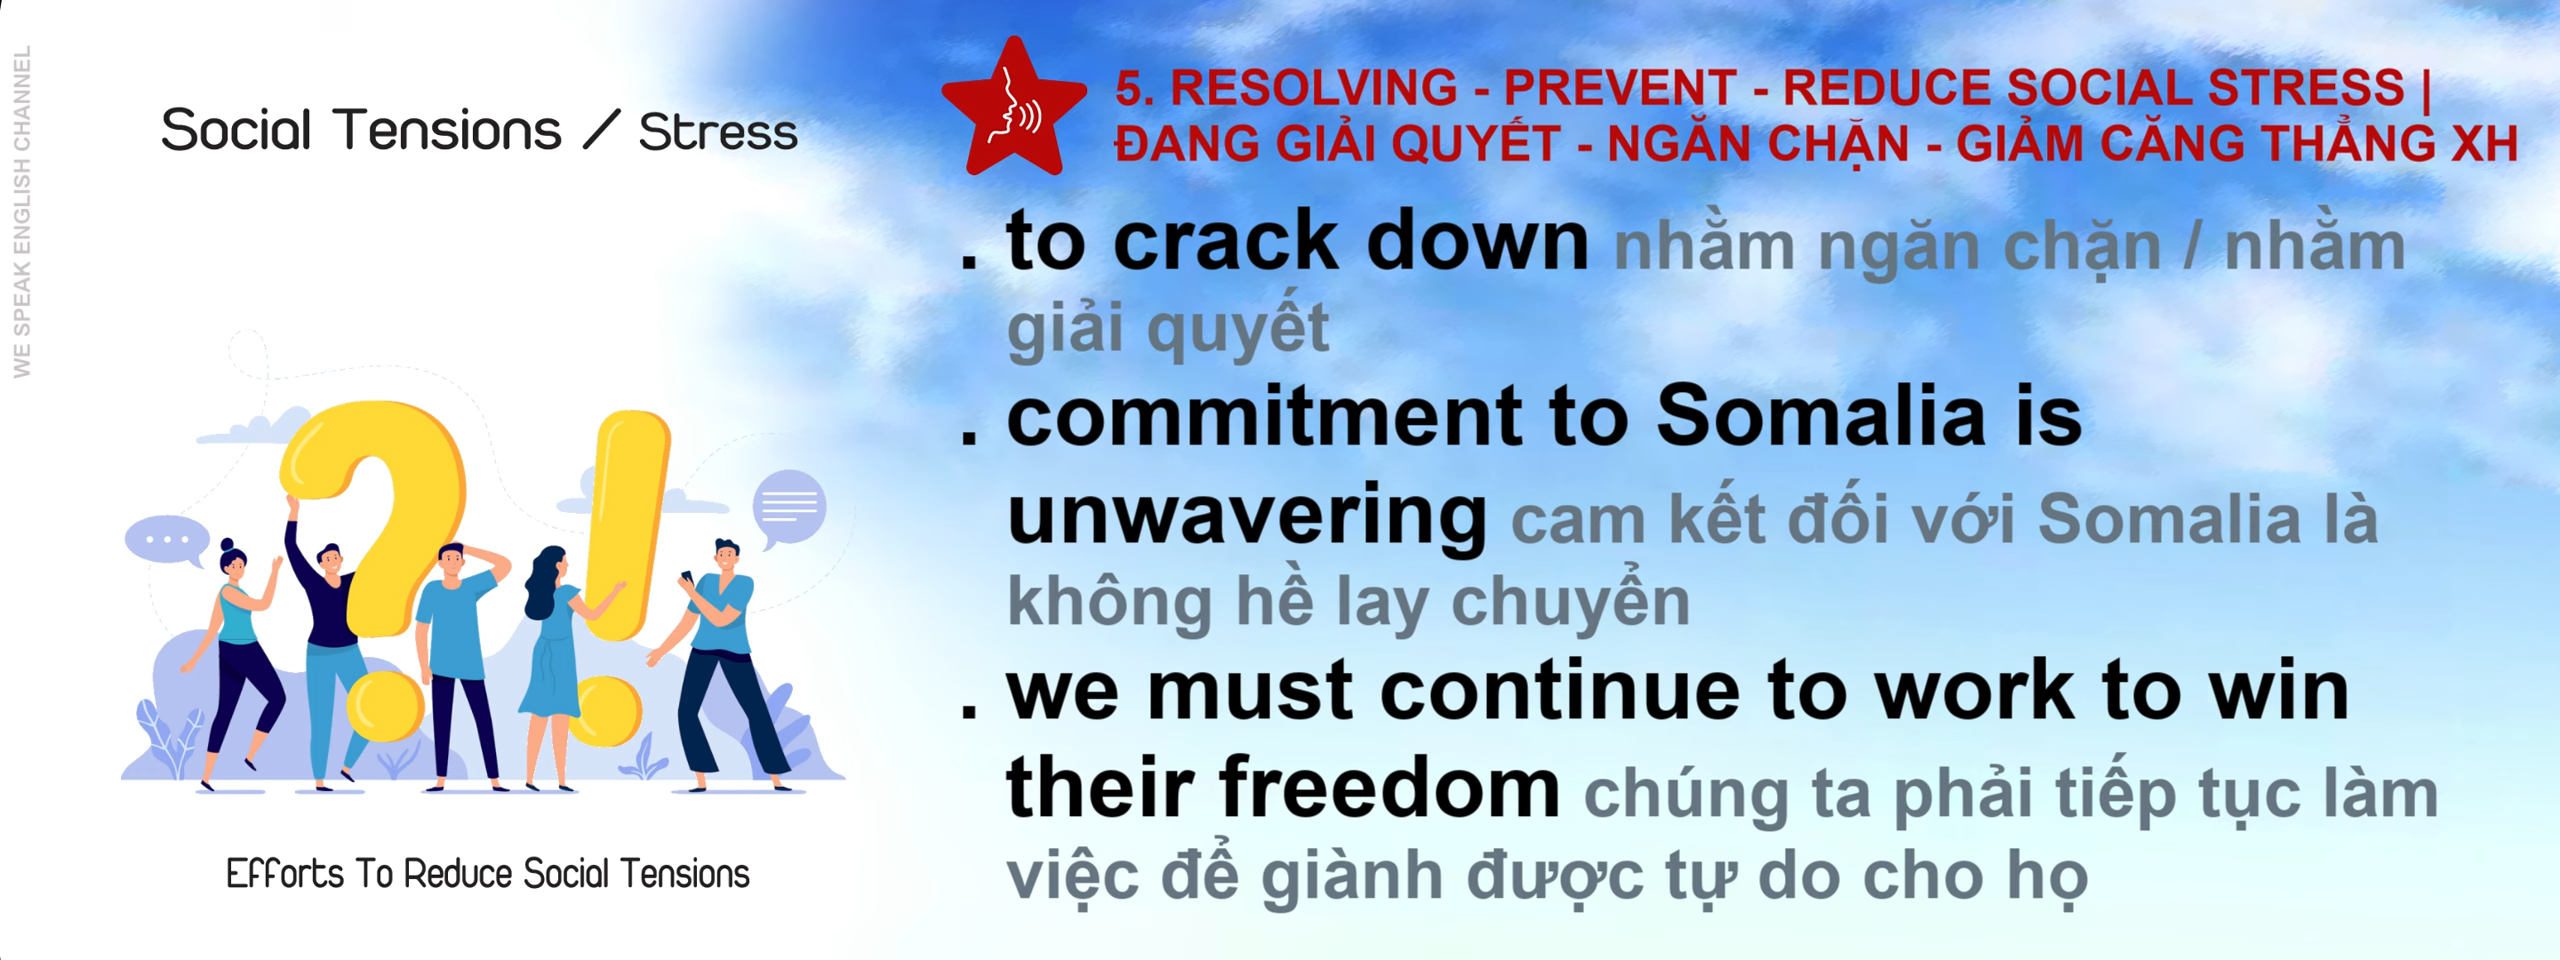 WE SPEAK ENGLISH CHANNEL
Social Tensions / Stress
Efforts To Reduce Social Tensions
5. RESOLVING - PREVENT - REDUCE SOCIAL STRESS |
ĐANG GIẢI QUYẾT - NGĂN CHẶN - GIẢM CĂNG THẲNG XH
. to crack down nhằm ngăn chặn / nhằm
giải quyết
. commitment to Somalia is
unwavering cam kết đối với Somalia là
không hề lay chuyển
. we must continue to work to win
their freedom chúng ta phải tiếp tục làm
việc để giành được tự do cho họ